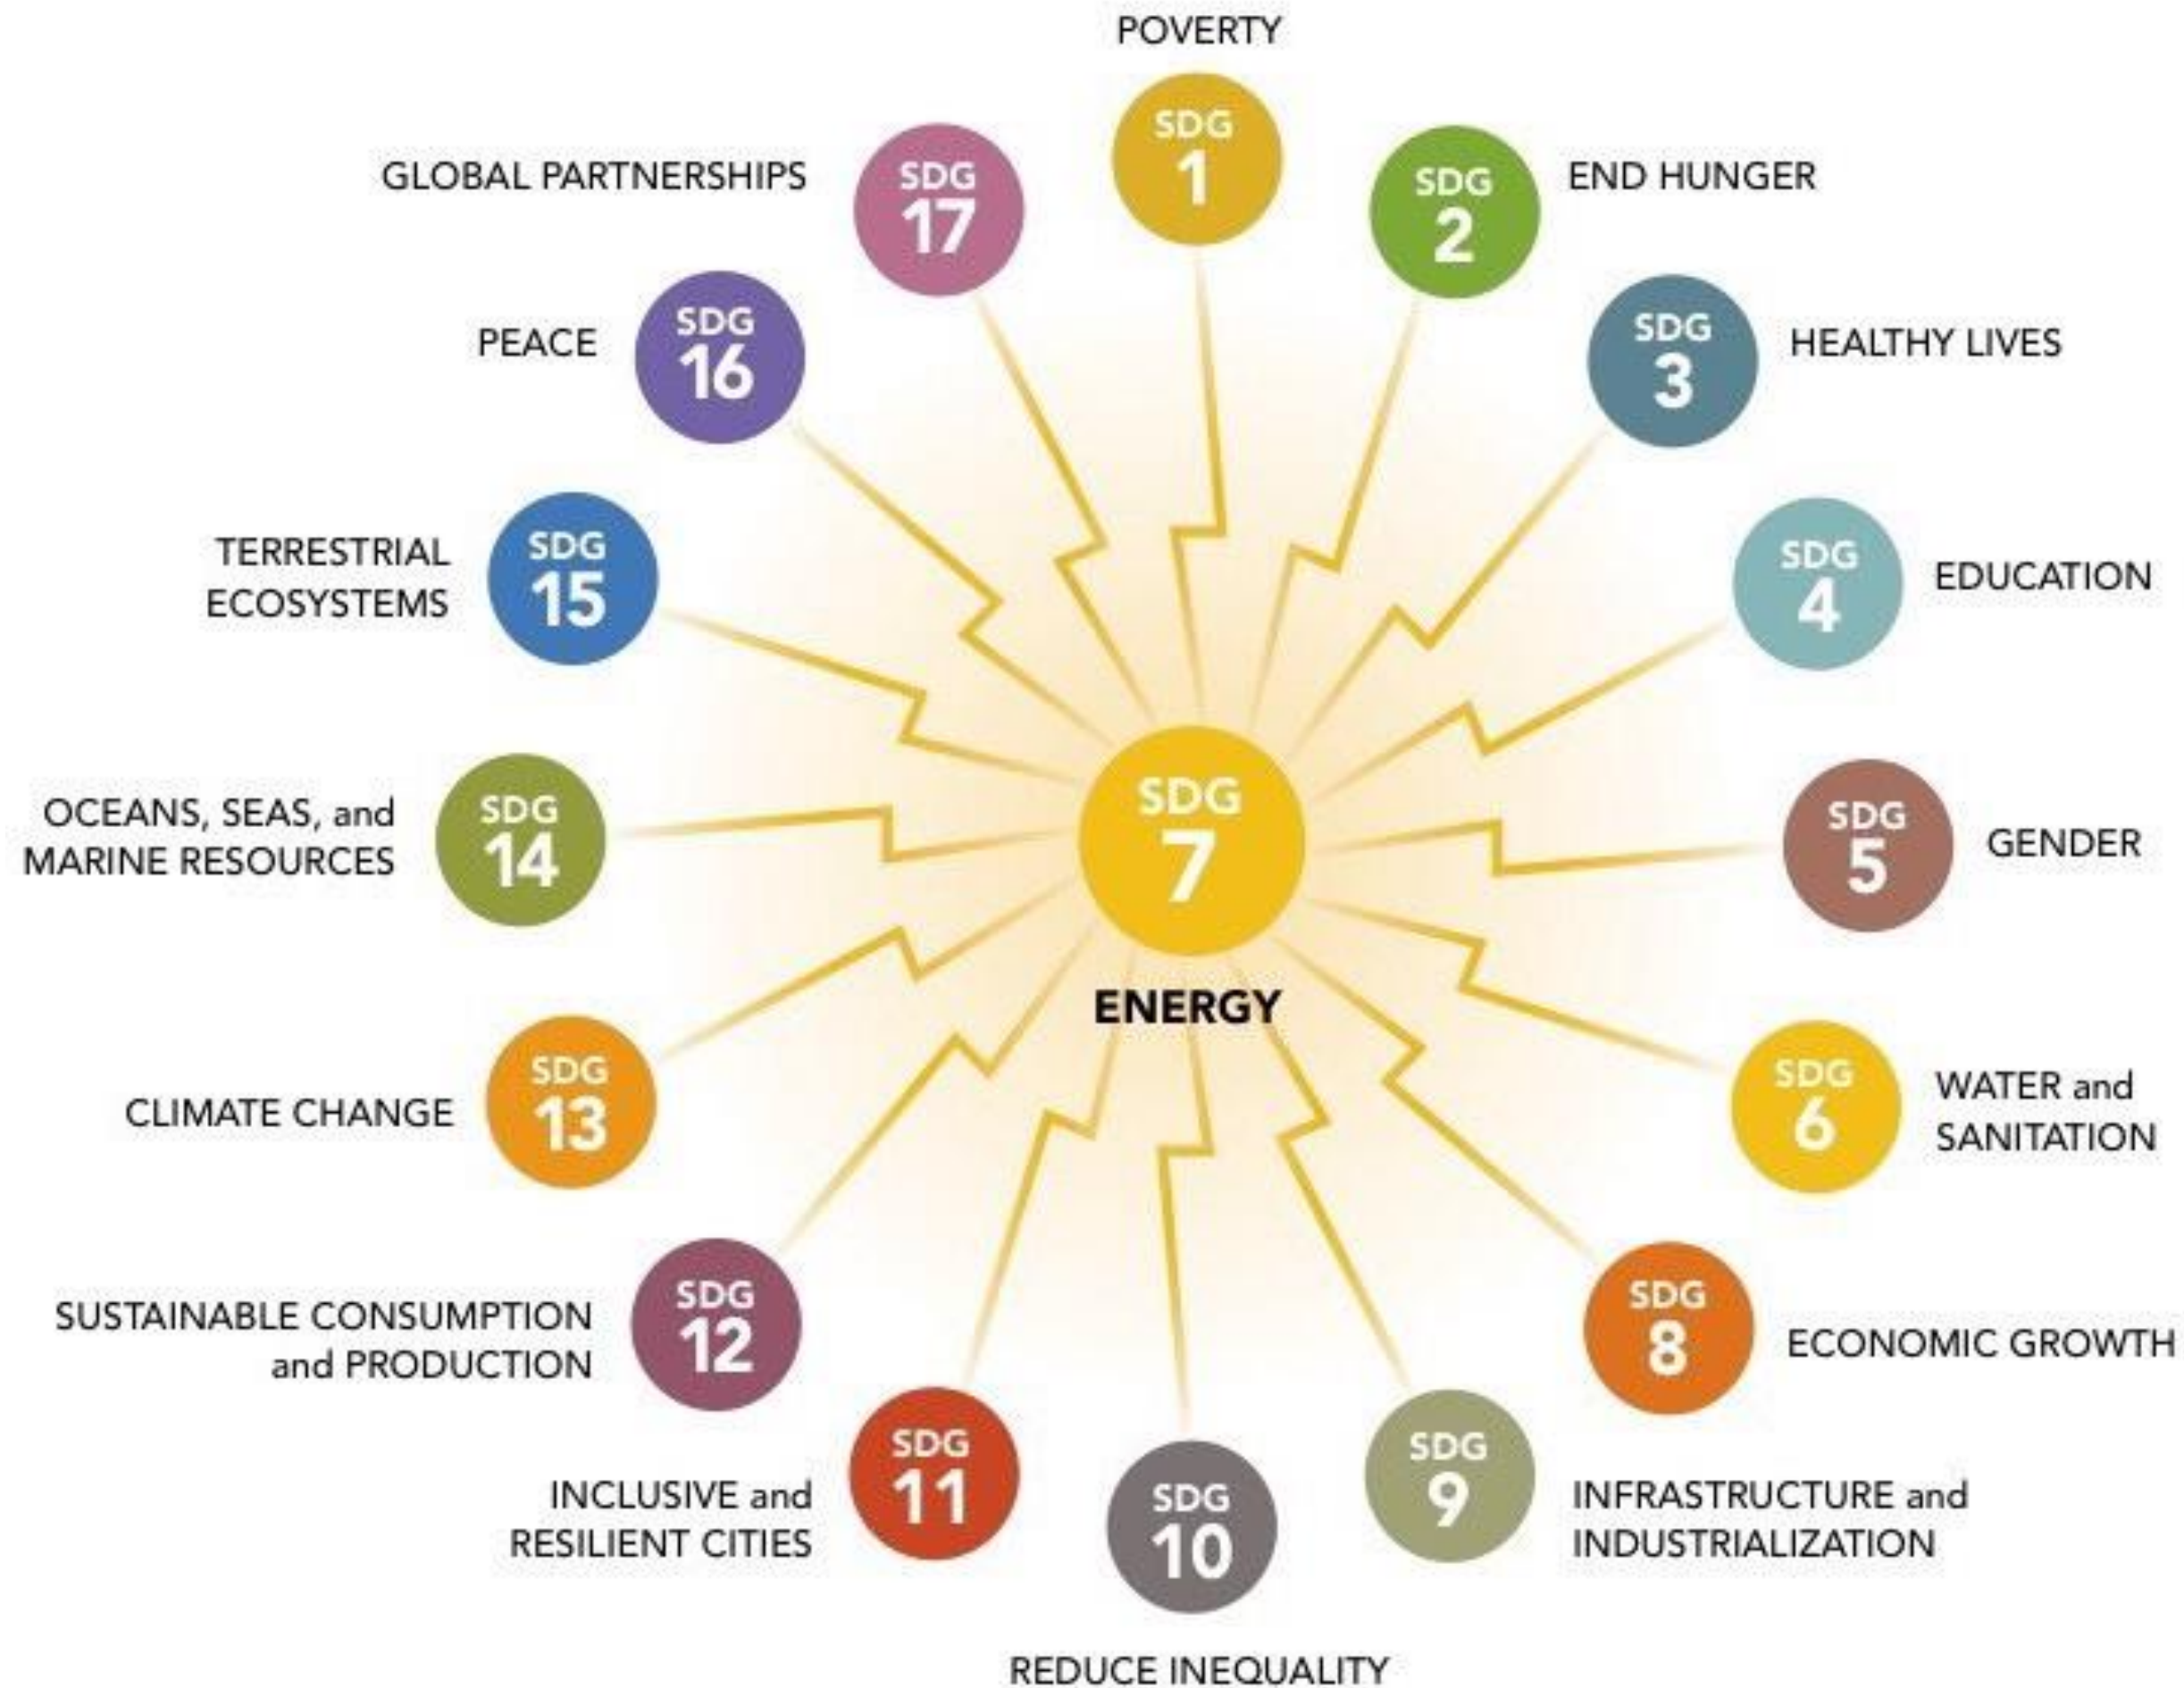 POVERTY
SDG
1
SDG
2
END HUNGER
SDG
3
HEALTHY LIVES
SDG
4
EDUCATION
SDG
5
GENDER
SDG
6
WATER and
SANITATION
SDG
7
ENERGY
SDG
8
ECONOMIC GROWTH
SDG
9
INFRASTRUCTURE and
INDUSTRIALIZATION
SDG
10
REDUCE INEQUALITY
SDG
11
INCLUSIVE and
RESILIENT CITIES
SDG
12
SUSTAINABLE CONSUMPTION
and PRODUCTION
SDG
13
CLIMATE CHANGE
SDG
14
OCEANS, SEAS, and
MARINE RESOURCES
SDG
15
TERRESTRIAL
ECOSYSTEMS
SDG
16
PEACE
SDG
17
GLOBAL PARTNERSHIPS